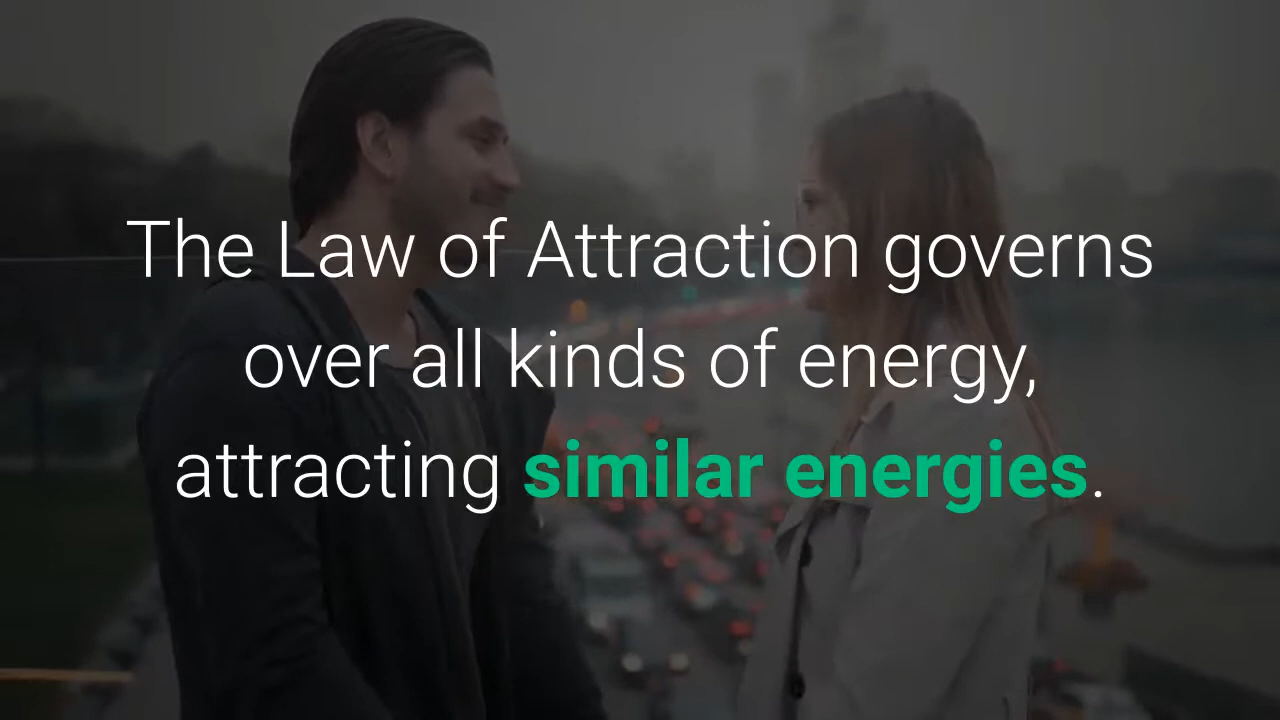 The Law of Attraction governs
over all kinds of energy,
attracting similar energies.